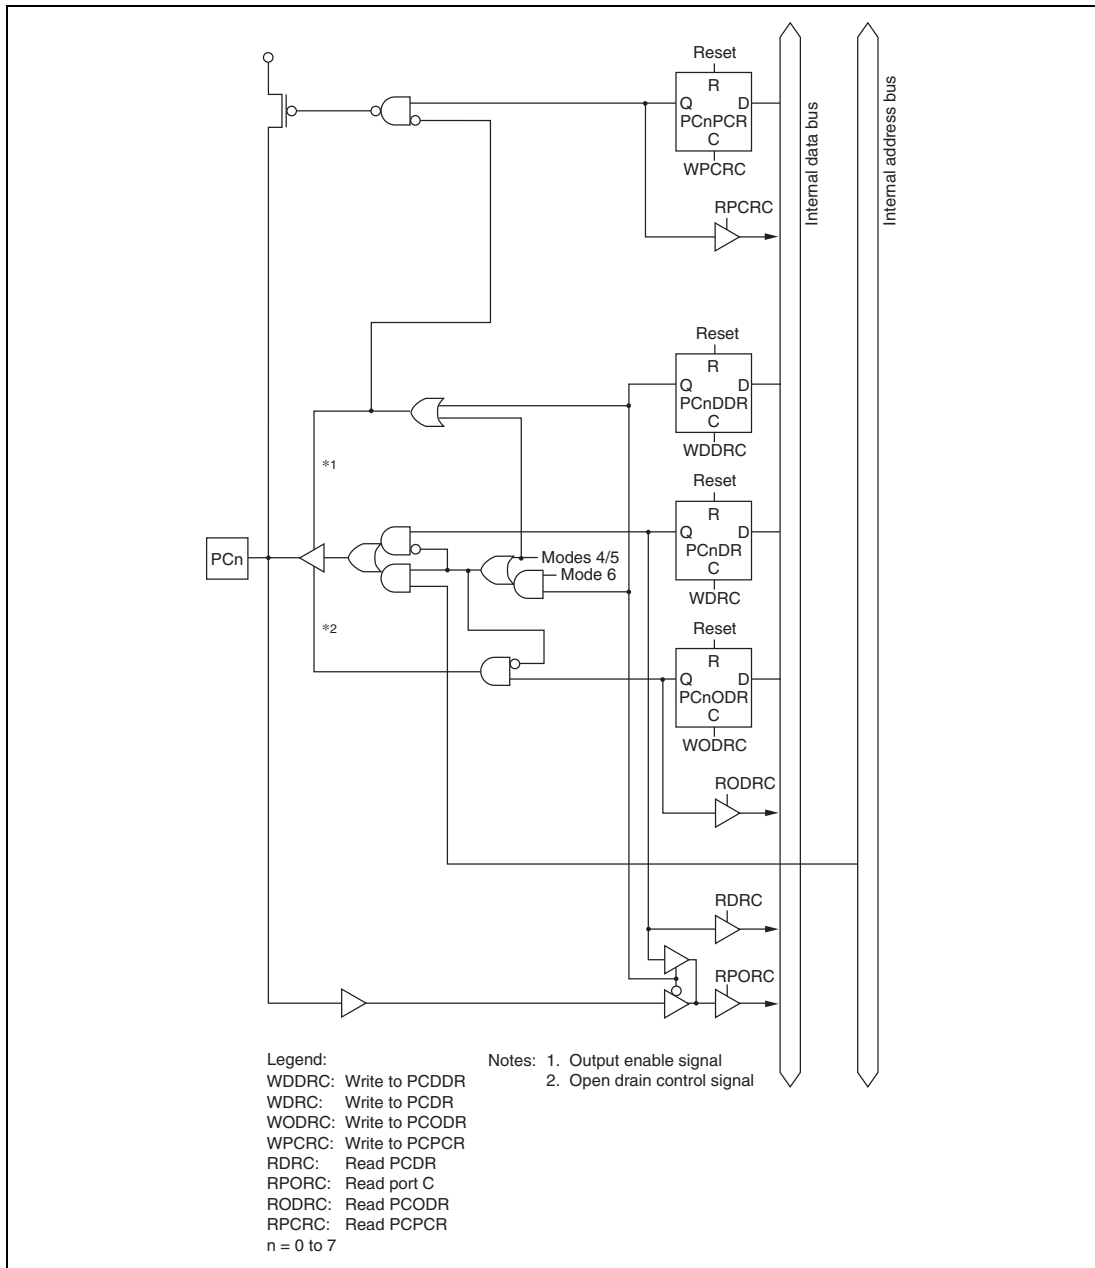 Reset
R
Q D
PCnPCR
C
WPCRC
RPCRC
Internal data bus
Internal address bus
Reset
R
Q D
PCnDDR
C
WDDRC
*1
Reset
R
Q D
PCnDR
C
WDRC
PCn
Modes 4/5
Mode 6
*2
Reset
R
Q D
PCnODR
C
WODRC
RODRC
RDRC
RPORC
Legend:
WDDRC: Write to PCDDR
WDRC: Write to PCDR
WODRC: Write to PCODR
WPCRC: Write to PCPCR
RDRC: Read PCDR
RPORC: Read port C
RODRC: Read PCODR
RPCRC: Read PCPCR
n = 0 to 7
Notes: 1. Output enable signal
2. Open drain control signal